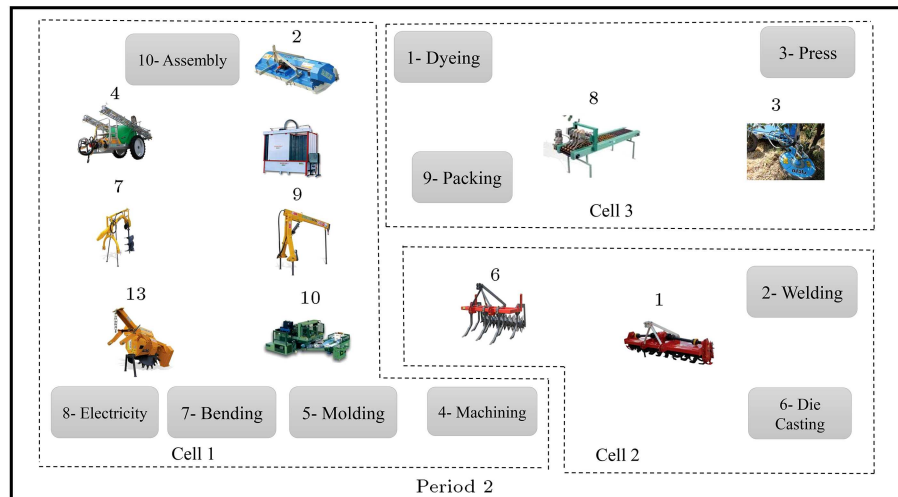 2
10- Assembly
4
7
9
13
10
8- Electricity
7- Bending
5- Molding
4- Machining
Cell 1
1- Dyeing
3- Press
8
3
9- Packing
Cell 3
6
1
2- Welding
6- Die
Casting
Cell 2
Period 2